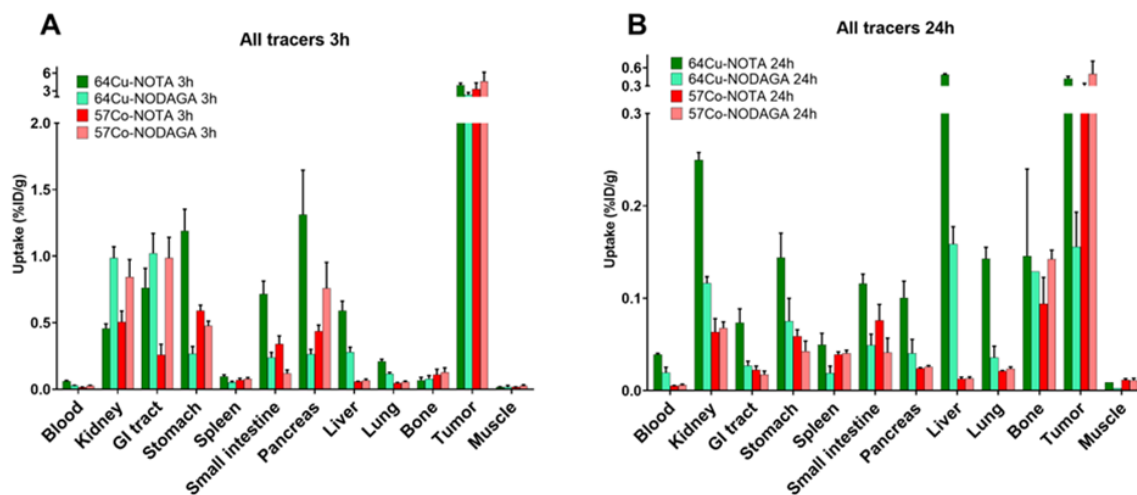 A
All tracers 3h
64Cu-NOTA 3h
64Cu-NODAGA 3h
57Co-NOTA 3h
57Co-NODAGA 3h
Uptake (%ID/g)
6
3
2.0
1.5
1.0
0.5
0.0
Blood
Kidney
GI tract
Stomach
Spleen
Small intestine
Pancreas
Liver
Lung
Bone
Tumor
Muscle
B
All tracers 24h
64Cu-NOTA 24h
64Cu-NODAGA 24h
57Co-NOTA 24h
57Co-NODAGA 24h
Uptake (%ID/g)
0.6
0.3
0.3
0.2
0.1
0.0
Blood
Kidney
GI tract
Stomach
Spleen
Small intestine
Pancreas
Liver
Lung
Bone
Tumor
Muscle